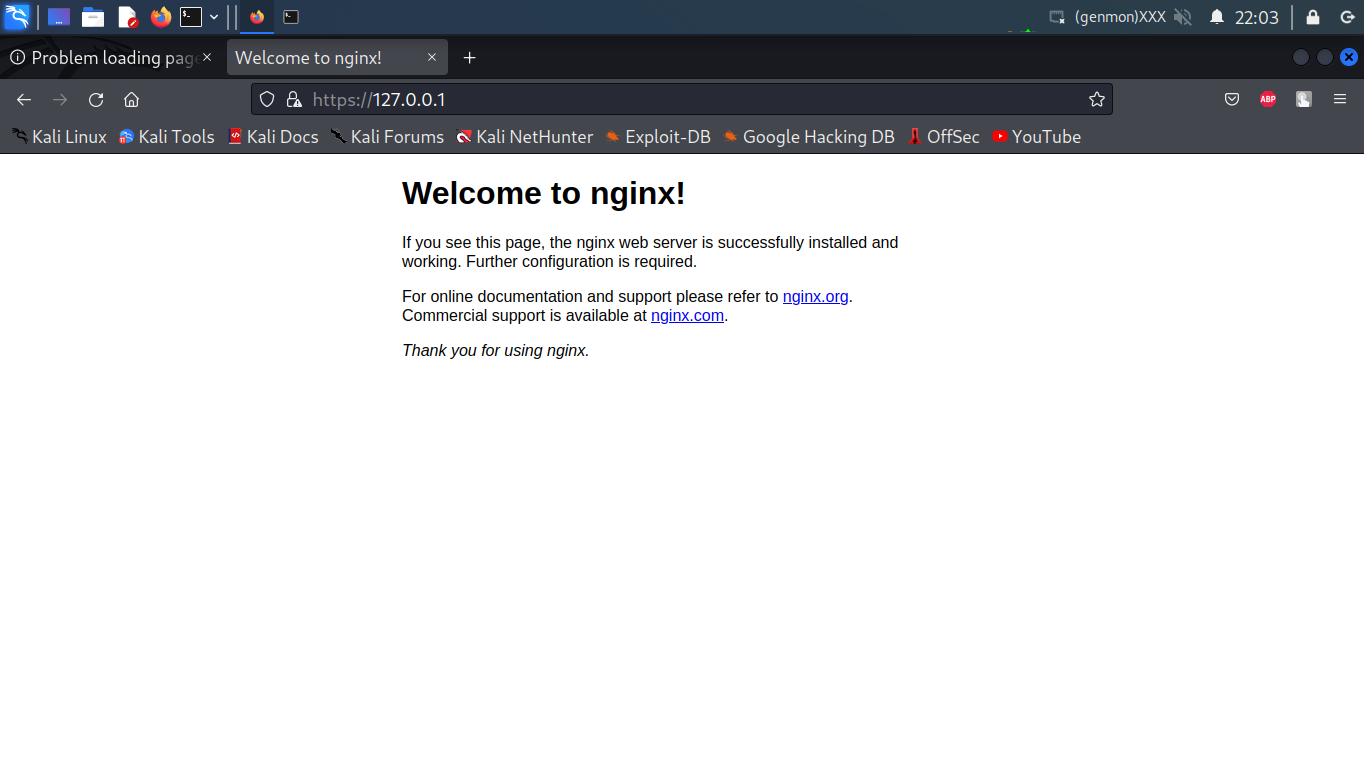 (genmon)XXX 22:03
Problem loading page Welcome to nginx!
https://127.0.0.1 ABP
Kali Linux Kali Tools Kali Docs Kali Forums Kali NetHunter Exploit-DB Google Hacking DB OffSec YouTube
Welcome to nginx!
If you see this page, the nginx web server is successfully installed and
working. Further configuration is required.
For online documentation and support please refer to nginx.org.
Commercial support is available at nginx.com.
Thank you for using nginx.